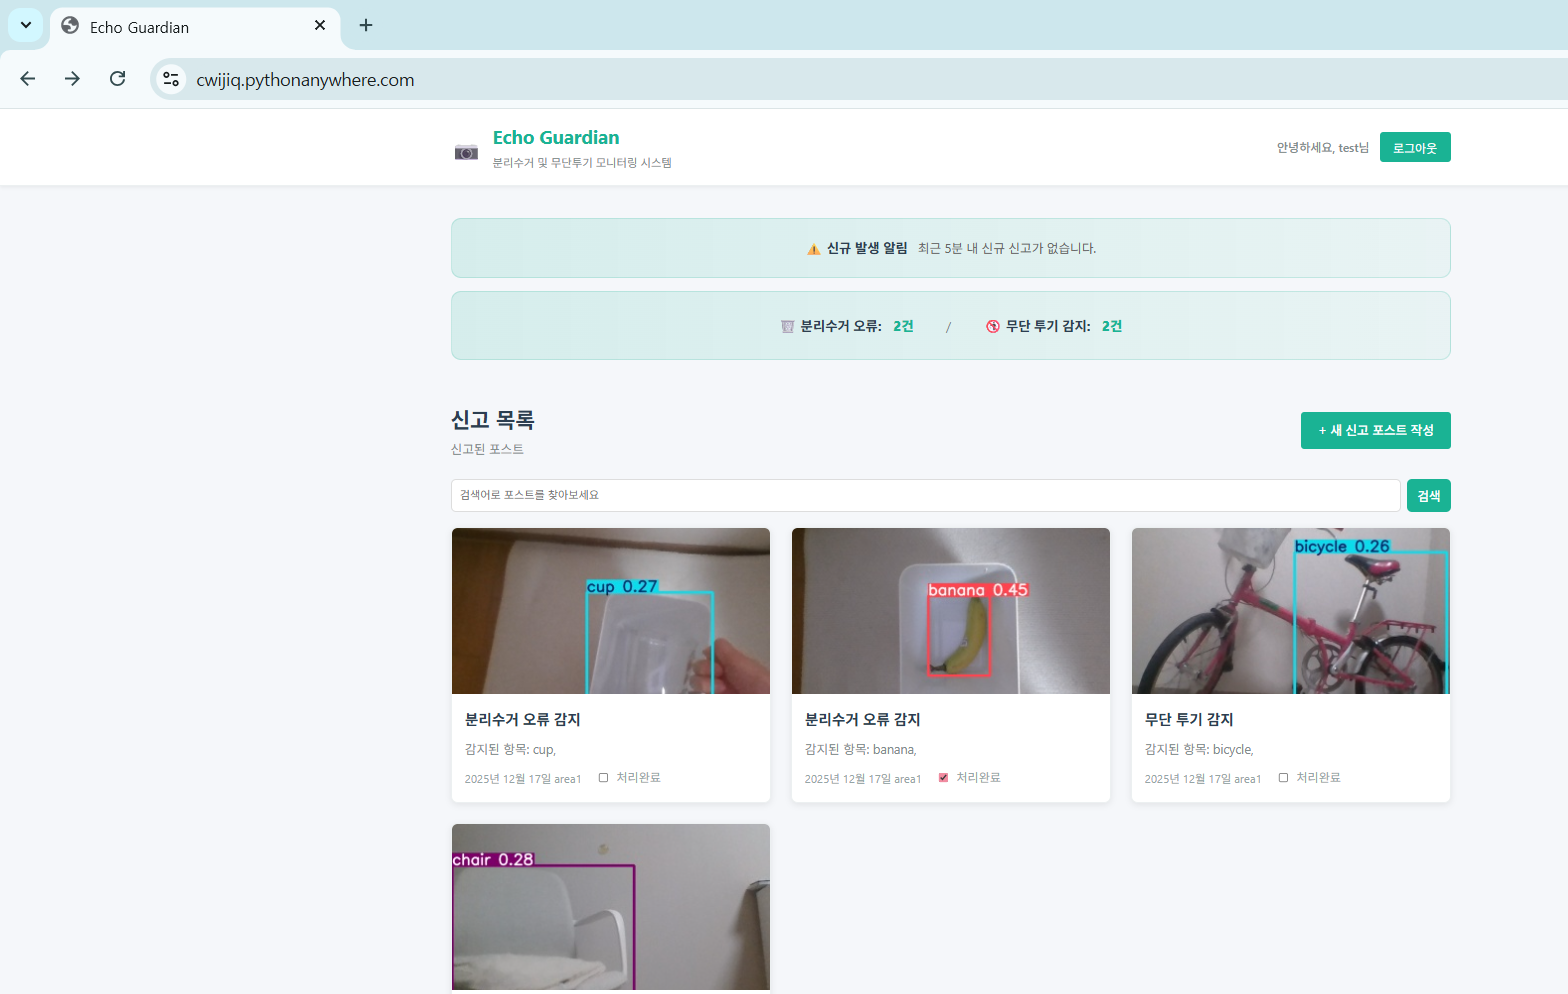 Echo Guardian
cwijiq.pythonanywhere.com
Echo Guardian
분리수거 및 무단투기 모니터링 시스템
안녕하세요, test님
로그아웃
신규 발생 알림 최근 5분 내 신규 신고가 없습니다.
분리수거 오류: 2건 / 무단 투기 감지: 2건
신고 목록
신고된 포스트
+ 새 신고 포스트 작성
검색어로 포스트를 찾아보세요
검색
cup 0.27
분리수거 오류 감지
감지된 항목: cup,
2025년 12월 17일 area1 처리완료
banana 0.45
분리수거 오류 감지
감지된 항목: banana,
2025년 12월 17일 area1 처리완료
bicycle 0.26
무단 투기 감지
감지된 항목: bicycle,
2025년 12월 17일 area1 처리완료
chair 0.28